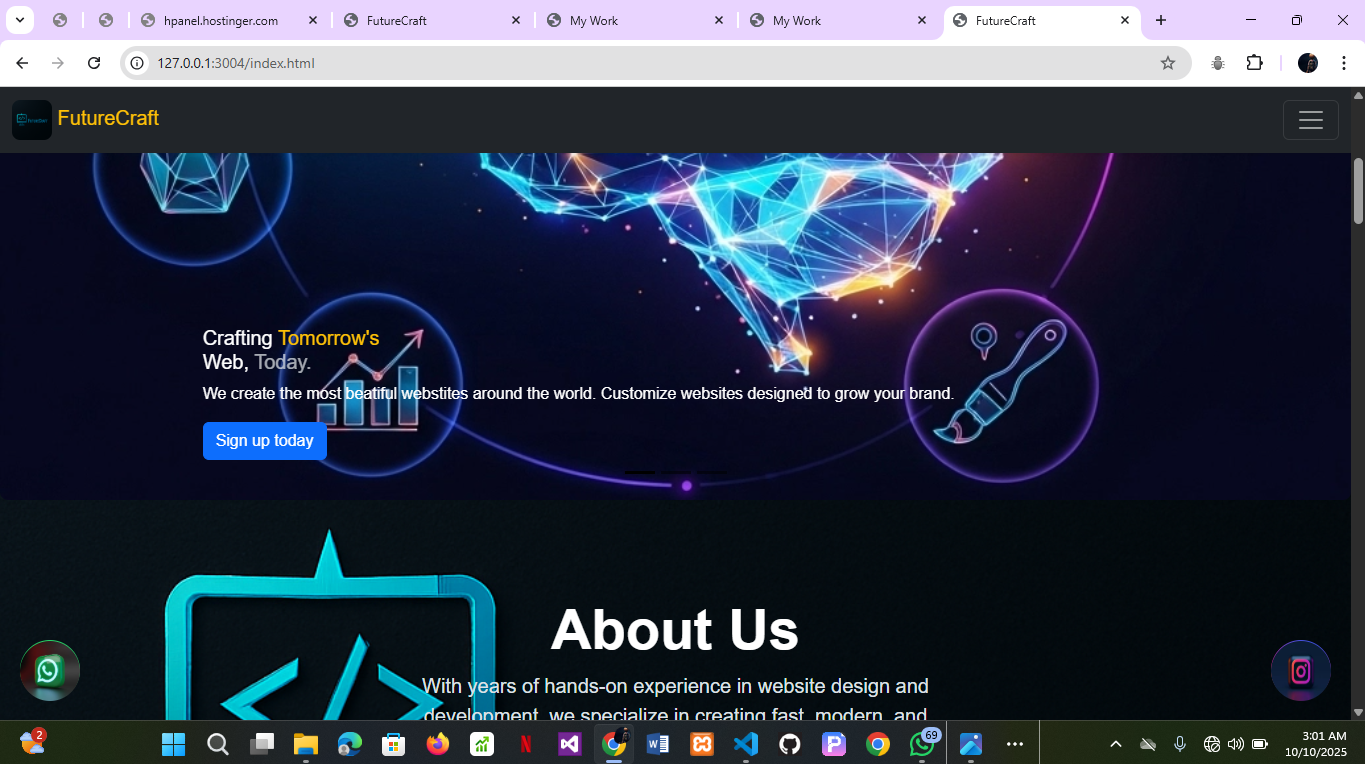 hpanel.hostinger.com
FutureCraft
My Work
My Work
FutureCraft
127.0.0.1:3004/index.html
FutureCraft
Crafting Tomorrow's
Web, Today.
We create the most beatiful webstites around the world. Customize websites designed to grow your brand.
Sign up today
About Us
With years of hands-on experience in website design and
development, we specialize in creating fast, modern, and
2
69
3:01 AM
10/10/2025